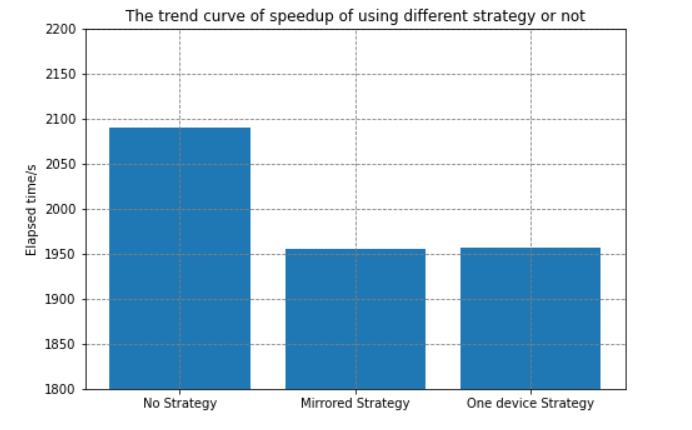 The trend curve of speedup of using different strategy or not
Elapsed time/s
2200
2150
2100
2050
2000
1950
1900
1850
1800
No Strategy
Mirrored Strategy
One device Strategy